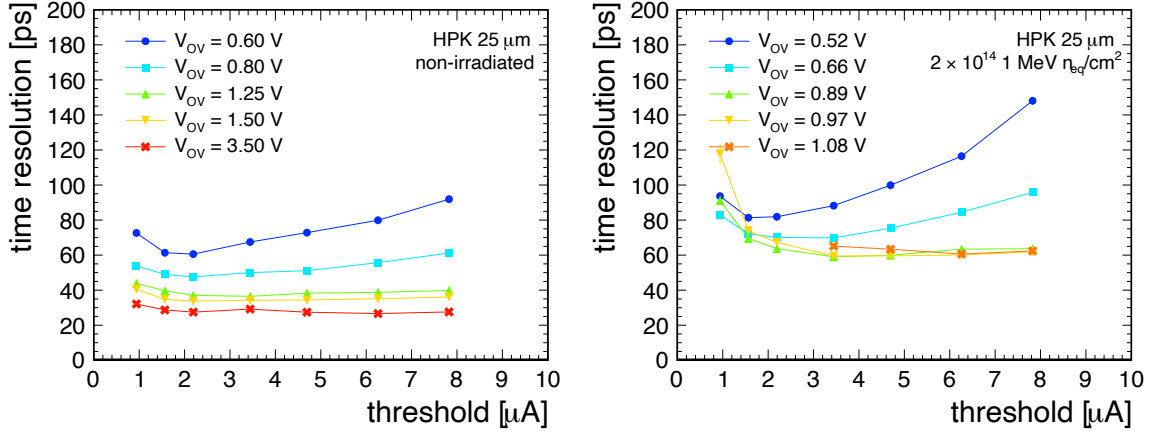 time resolution [ps]
200
180
160
140
120
100
80
60
40
20
0
V_OV = 0.60 V
V_OV = 0.80 V
V_OV = 1.25 V
V_OV = 1.50 V
V_OV = 3.50 V
HPK 25 μm
non-irradiated
0 1 2 3 4 5 6 7 8 9 10
threshold [μA]
time resolution [ps]
200
180
160
140
120
100
80
60
40
20
0
V_OV = 0.52 V
V_OV = 0.66 V
V_OV = 0.89 V
V_OV = 0.97 V
V_OV = 1.08 V
HPK 25 μm
2 × 10¹⁴ 1 MeV n_eq/cm²
0 1 2 3 4 5 6 7 8 9 10
threshold [μA]